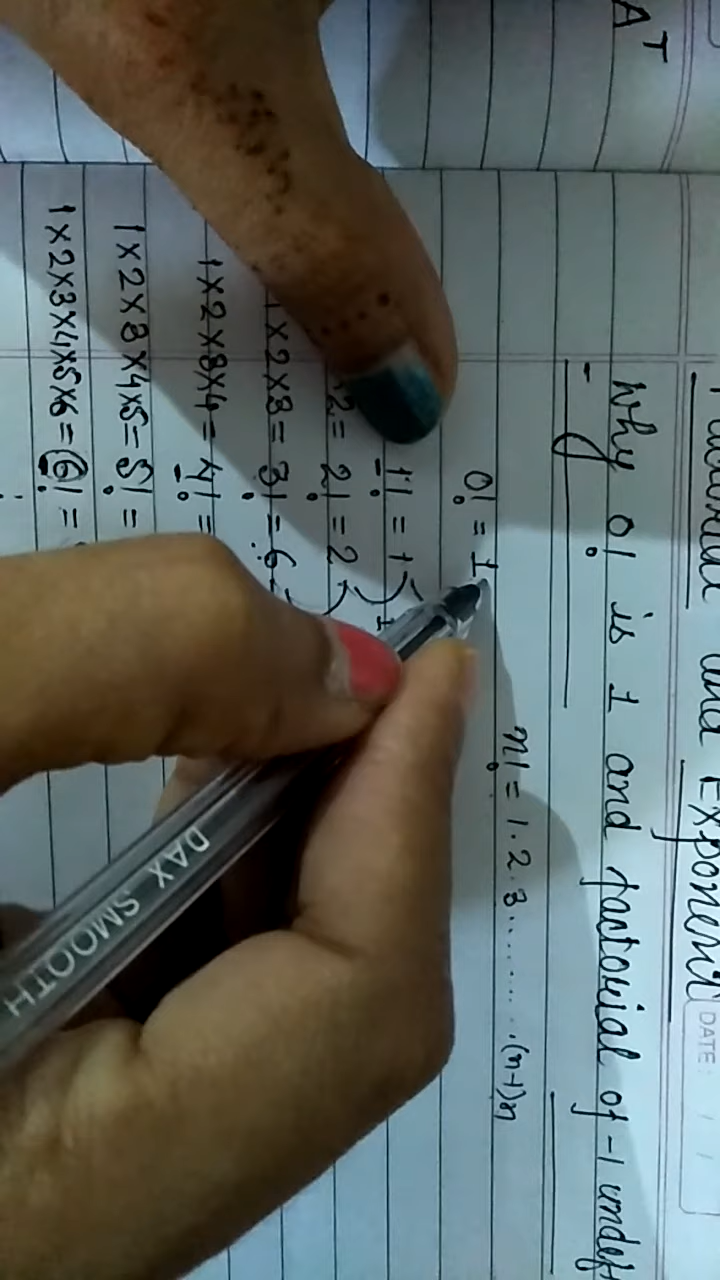 AT
DATE: / /
and Exponent
Why 0! is 1 and factorial of -1 undef
n! = 1.2.3.........(n-1)n
0! = 1
1! = 1
×2 = 2! = 2
1×2×3 = 3! = 6
1×2×3×4 = 4! =
1×2×3×4×5 = 5! =
1×2×3×4×5×6 = 6! =
DAX SMOOTH